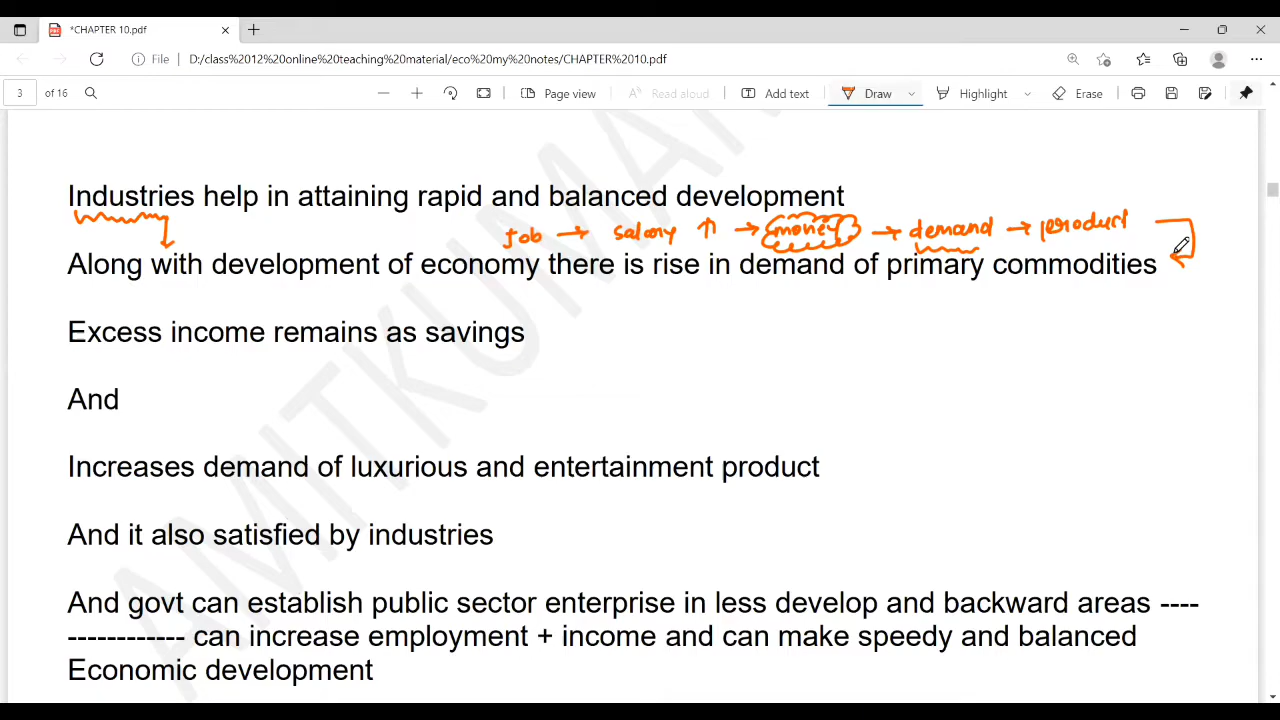 *CHAPTER 10.pdf
File D:/class%2012%20online%20teaching%20material/eco%20my%20notes/CHAPTER%2010.pdf
3 of 16 Page view Read aloud Add text Draw Highlight Erase
Industries help in attaining rapid and balanced development
job → salary ↑ → money → demand → product
Along with development of economy there is rise in demand of primary commodities
Excess income remains as savings
And
Increases demand of luxurious and entertainment product
And it also satisfied by industries
And govt can establish public sector enterprise in less develop and backward areas ----
-------------- can increase employment + income and can make speedy and balanced
Economic development
AMITKUMAR